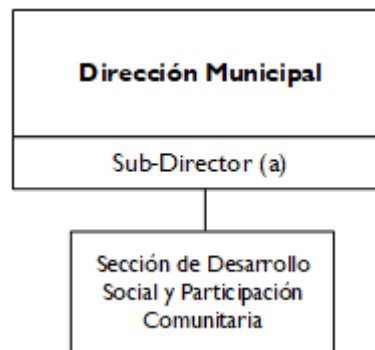 Dirección Municipal
Sub-Director (a)
Sección de Desarrollo
Social y Participación
Comunitaria